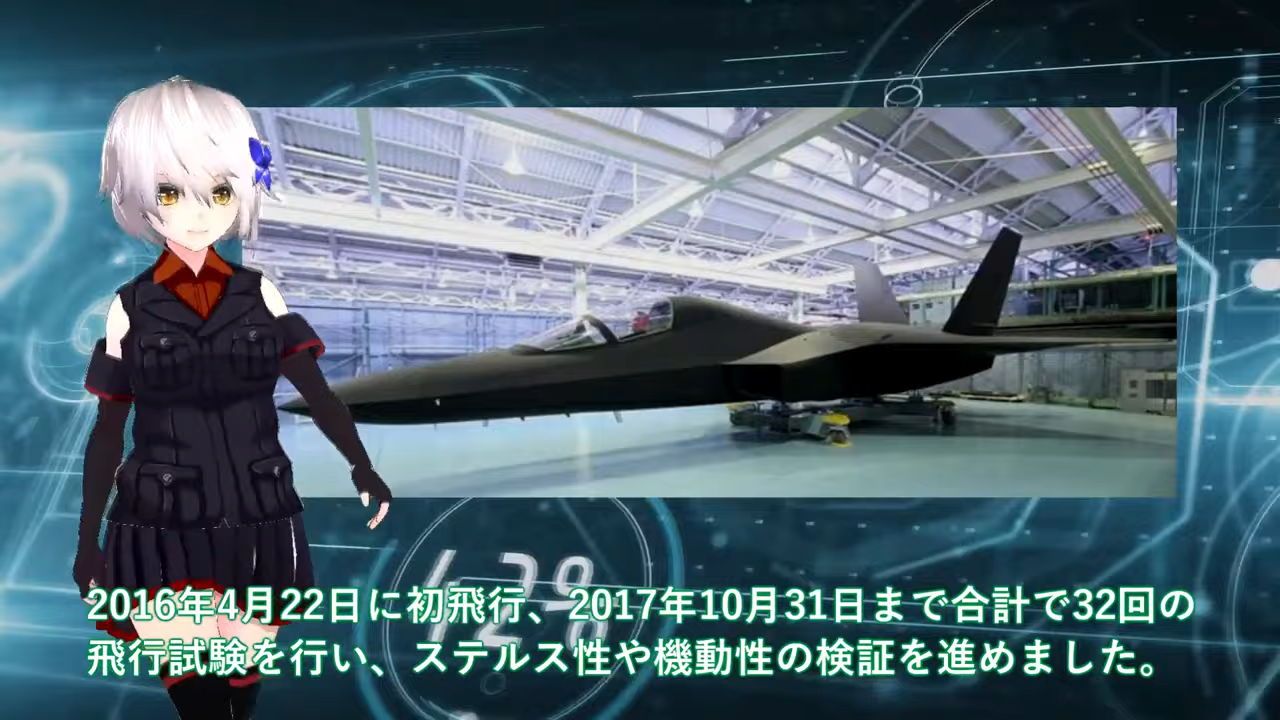 1.29
2016年4月22日に初飛行、2017年10月31日まで合計で32回の
飛行試験を行い、ステルス性や機動性の検証を進めました。